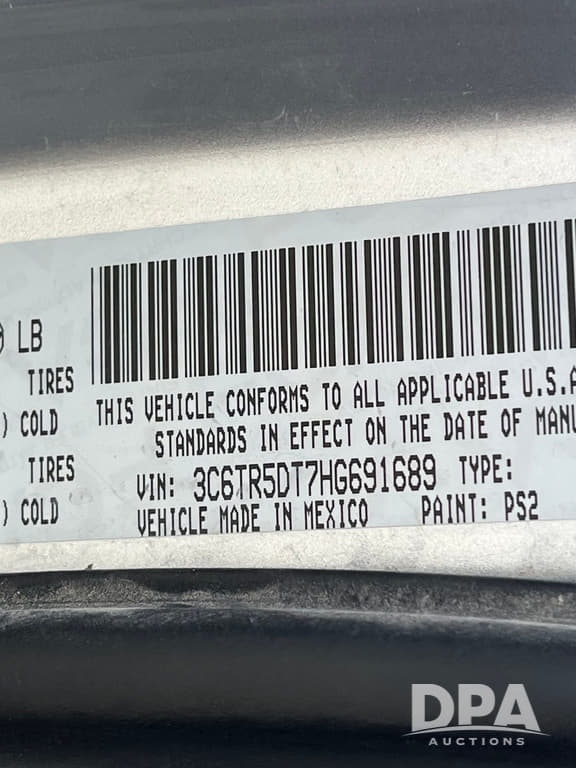 LB
TIRES
) COLD
TIRES
) COLD
THIS VEHICLE CONFORMS TO ALL APPLICABLE U.S.A
STANDARDS IN EFFECT ON THE DATE OF MANU
VIN: 3C6TR5DT7HG691689 TYPE:
VEHICLE MADE IN MEXICO PAINT: PS2
DPA
AUCTIONS